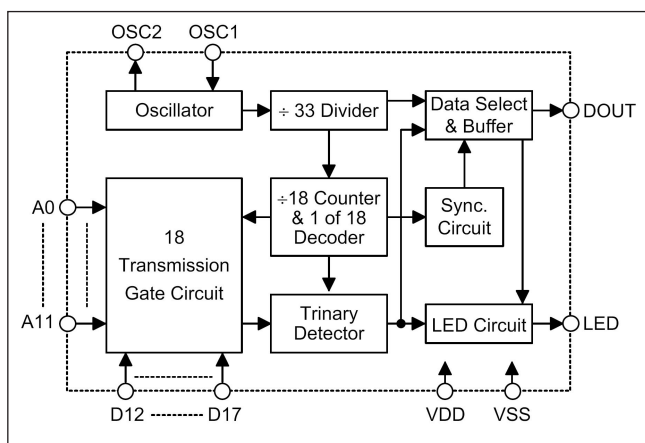 OSC2 OSC1
Oscillator
÷ 33 Divider
Data Select
& Buffer
DOUT
A0
18
Transmission
Gate Circuit
÷18 Counter
& 1 of 18
Decoder
Sync.
Circuit
A11
Trinary
Detector
LED Circuit
LED
D12 D17
VDD VSS